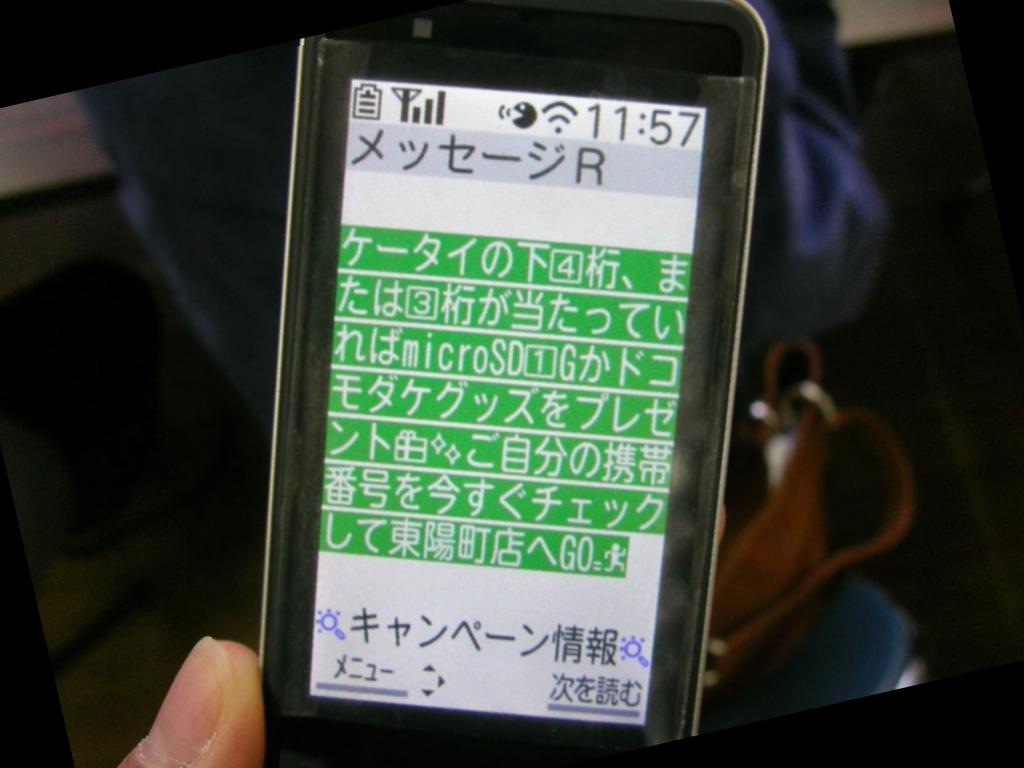 11:57
メッセージR
ケータイの下4桁、ま
たは3桁が当たってい
ればmicroSD1Gかドコ
モダケグッズをプレゼ
ントご自分の携帯
番号を今すぐチェック
して東陽町店へGO
キャンペーン情報
メニュー
次を読む